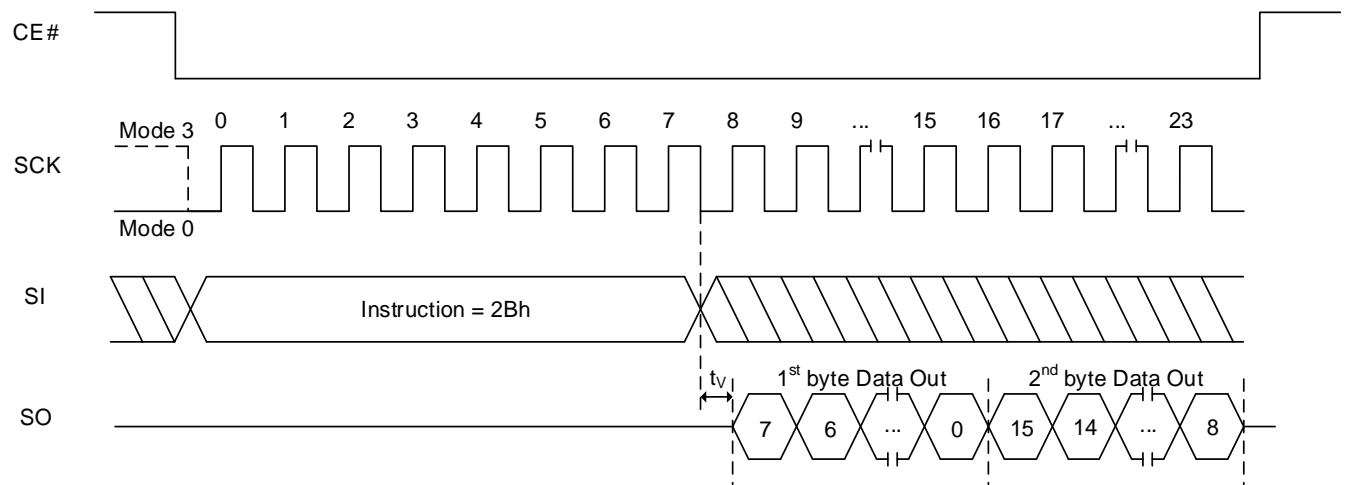 CE#
Mode 3
0 1 2 3 4 5 6 7 8 9 ... 15 16 17 ... 23
SCK
Mode 0
SI
Instruction = 2Bh
tV
1st byte Data Out
2nd byte Data Out
SO
7 6 ... 0 15 14 ... 8